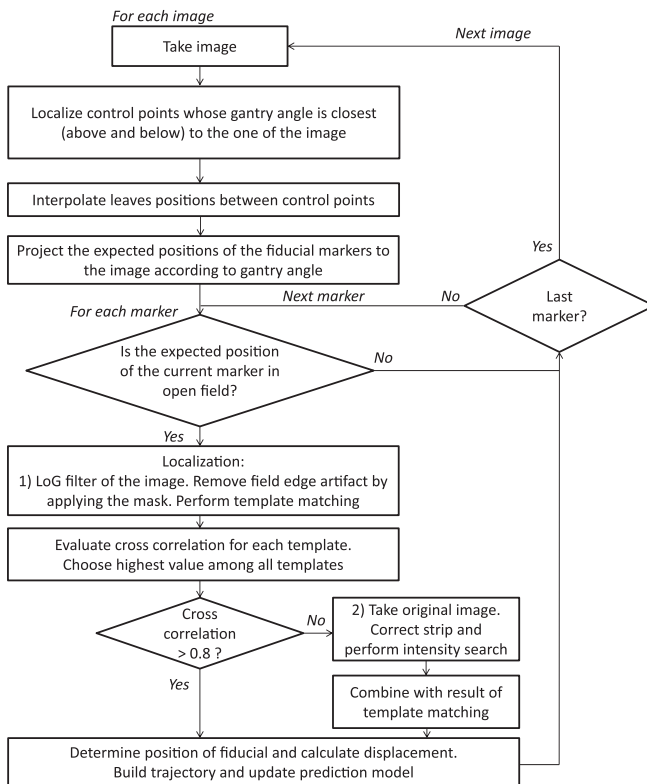 For each image
Take image
Next image
Localize control points whose gantry angle is closest
(above and below) to the one of the image
Interpolate leaves positions between control points
Project the expected positions of the fiducial markers to
the image according to gantry angle
Yes
Next marker
No
Last
marker?
For each marker
Is the expected position
of the current marker in
open field?
No
Yes
Localization:
1) LoG filter of the image. Remove field edge artifact by
applying the mask. Perform template matching
Evaluate cross correlation for each template.
Choose highest value among all templates
Cross
correlation
> 0.8 ?
No
2) Take original image.
Correct strip and
perform intensity search
Yes
Combine with result of
template matching
Determine position of fiducial and calculate displacement.
Build trajectory and update prediction model